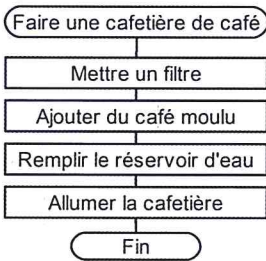 Faire une cafetière de café
Mettre un filtre
Ajouter du café moulu
Remplir le réservoir d'eau
Allumer la cafetière
Fin